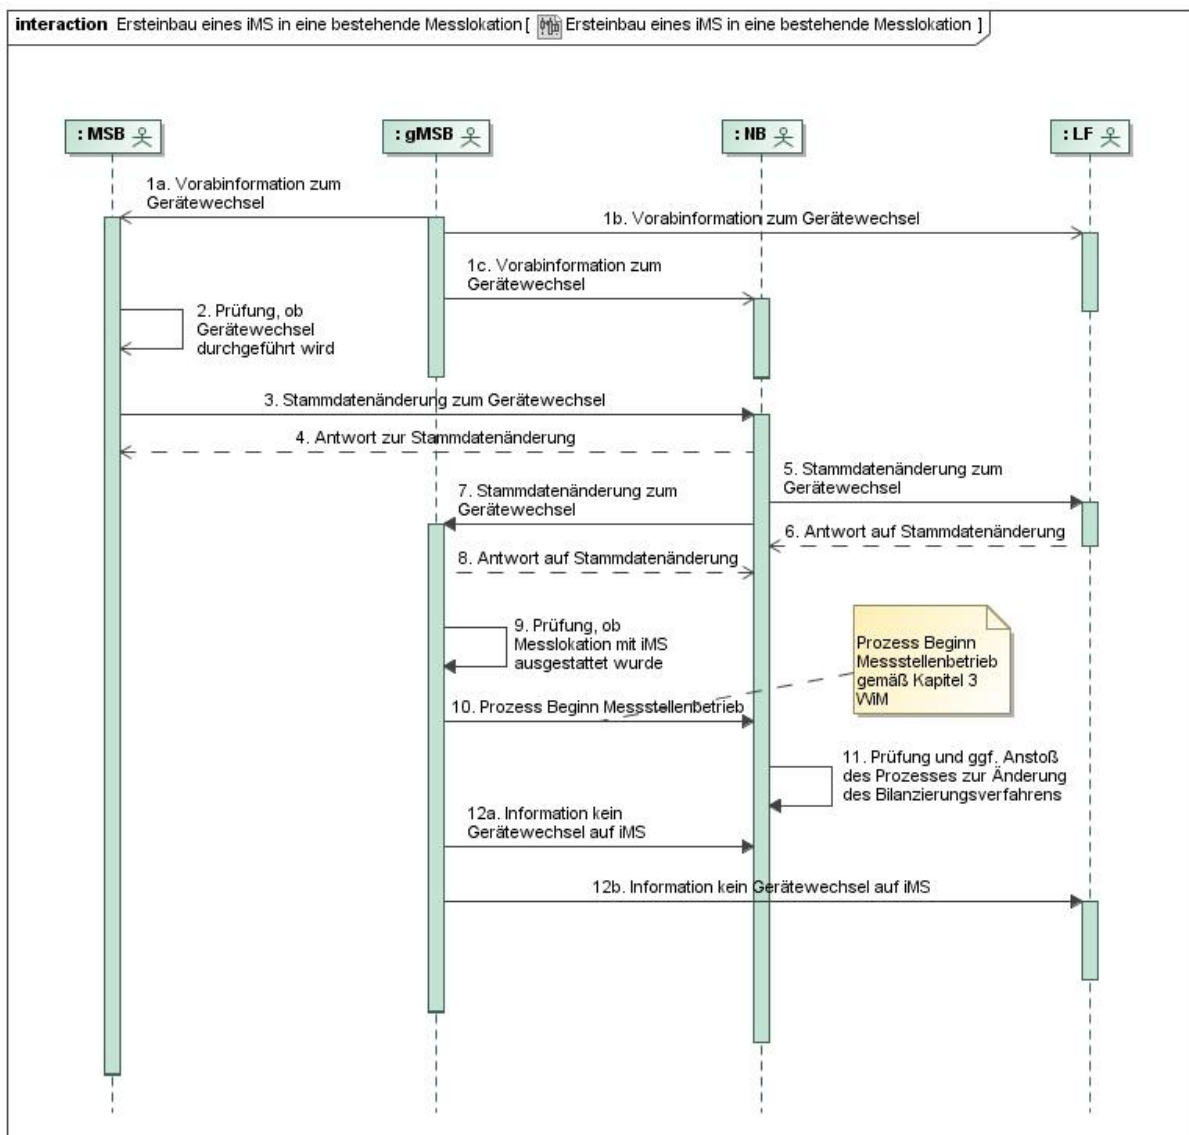 interaction Ersteinbau eines iMS in eine bestehende Messlokation [ Ersteinbau eines iMS in eine bestehende Messlokation ]
: MSB
: gMSB
: NB
: LF
1a. Vorabinformation zum
Gerätewechsel
1b. Vorabinformation zum Gerätewechsel
1c. Vorabinformation zum
Gerätewechsel
2. Prüfung, ob
Gerätewechsel
durchgeführt wird
3. Stammdatenänderung zum Gerätewechsel
4. Antwort zur Stammdatenänderung
5. Stammdatenänderung zum
Gerätewechsel
7. Stammdatenänderung zum
Gerätewechsel
6. Antwort auf Stammdatenänderung
8. Antwort auf Stammdatenänderung
9. Prüfung, ob
Messlokation mit iMS
ausgestattet wurde
Prozess Beginn
Messstellenbetrieb
gemäß Kapitel 3
WiM
10. Prozess Beginn Messstellenbetrieb
11. Prüfung und ggf. Anstoß
des Prozesses zur Änderung
des Bilanzierungsverfahrens
12a. Information kein
Gerätewechsel auf iMS
12b. Information kein Gerätewechsel auf iMS